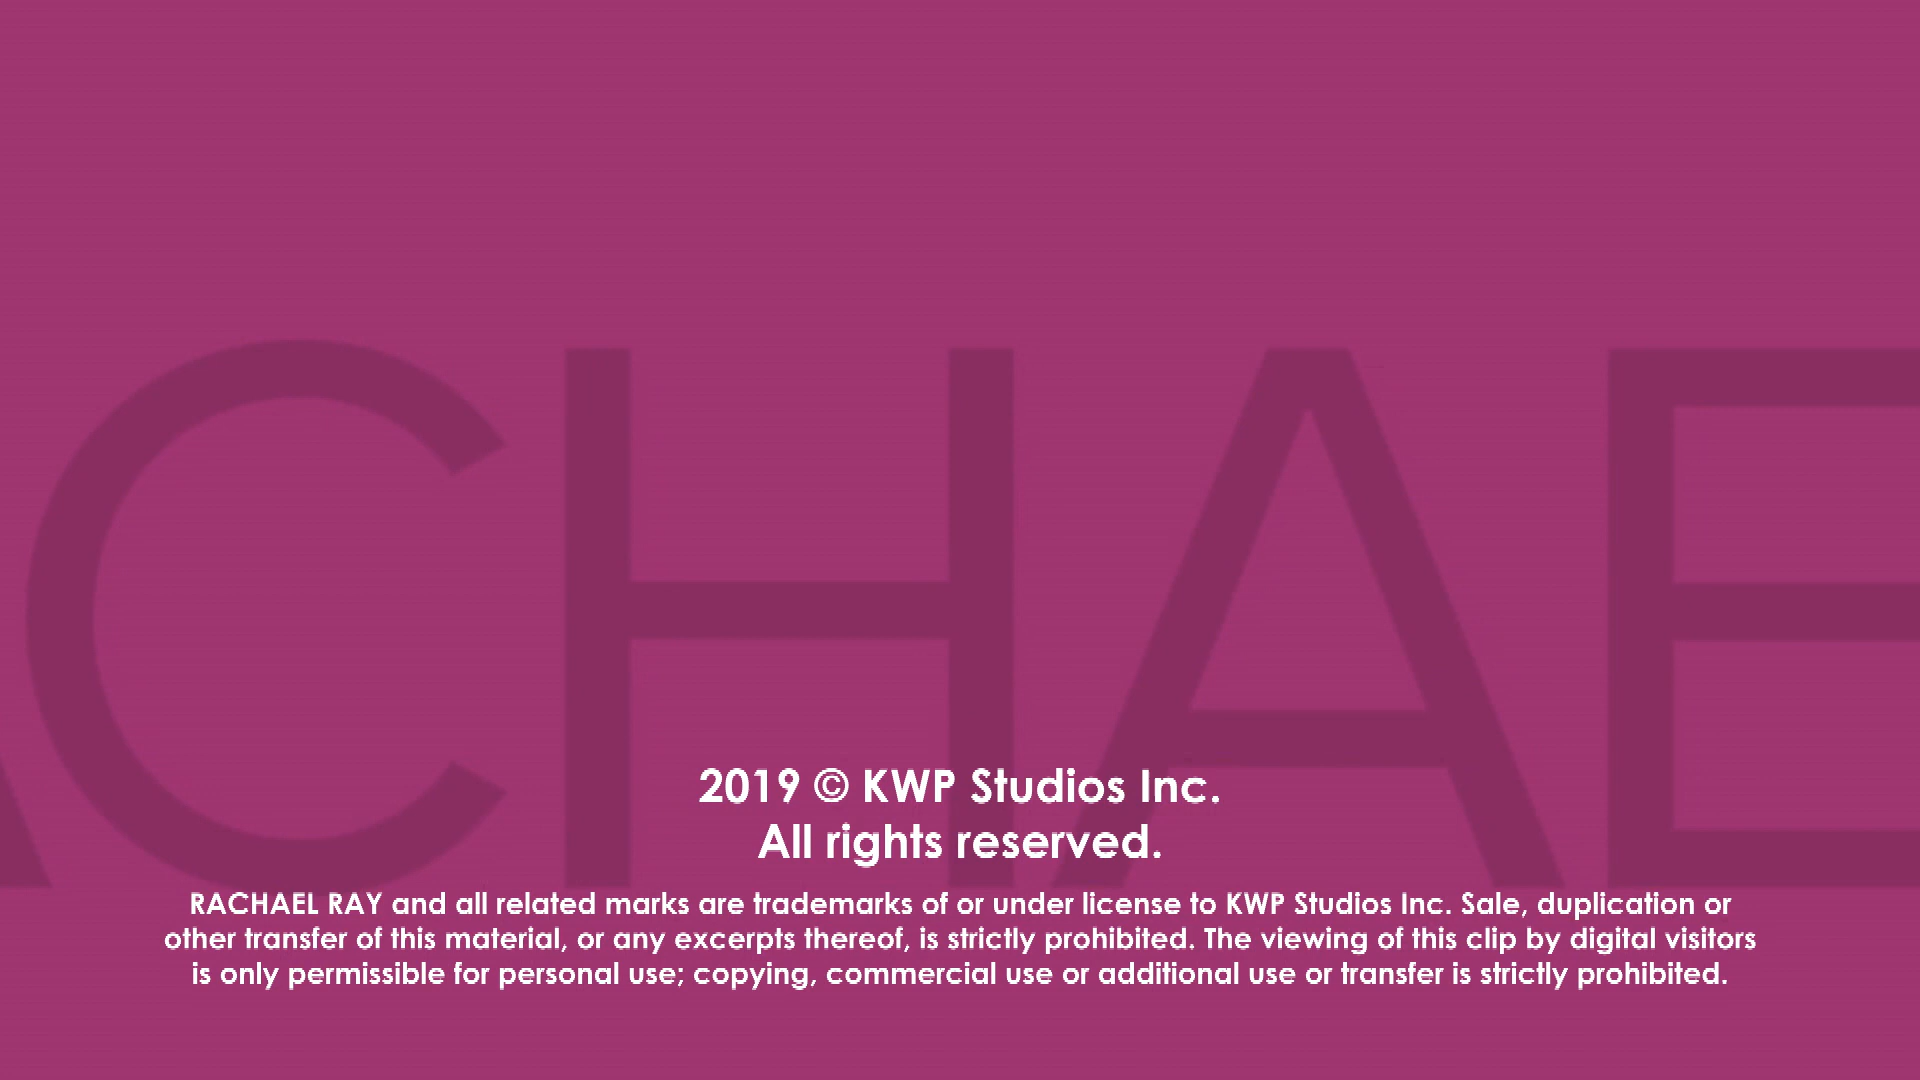 ACHAE
2019 © KWP Studios Inc.
All rights reserved.
RACHAEL RAY and all related marks are trademarks of or under license to KWP Studios Inc. Sale, duplication or
other transfer of this material, or any excerpts thereof, is strictly prohibited. The viewing of this clip by digital visitors
is only permissible for personal use; copying, commercial use or additional use or transfer is strictly prohibited.